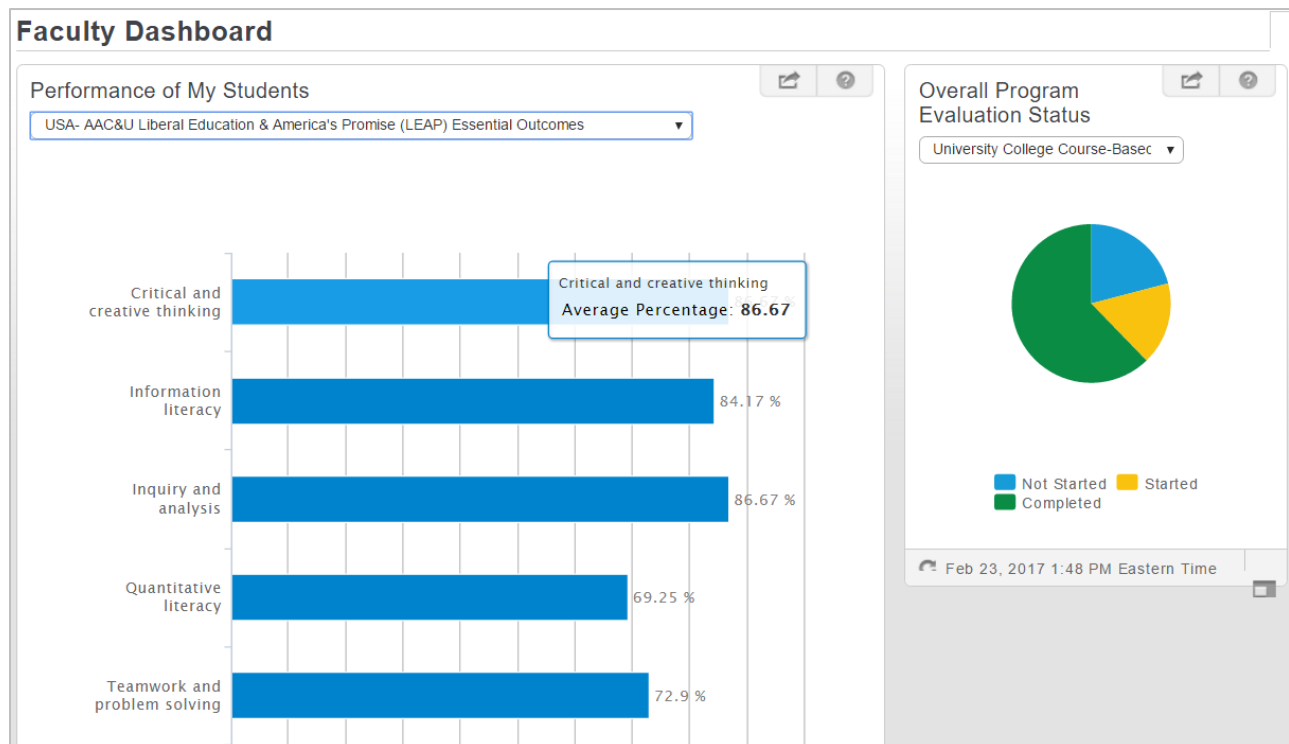 Faculty Dashboard
Performance of My Students
USA- AAC&U Liberal Education & America's Promise (LEAP) Essential Outcomes
Critical and
creative thinking
Critical and creative thinking
Average Percentage: 86.67
86.67 %
Information
literacy
84.17 %
Inquiry and
analysis
86.67 %
Quantitative
literacy
69.25 %
Teamwork and
problem solving
72.9 %
Overall Program
Evaluation Status
University College Course-Basec
Not Started
Started
Completed
Feb 23, 2017 1:48 PM Eastern Time